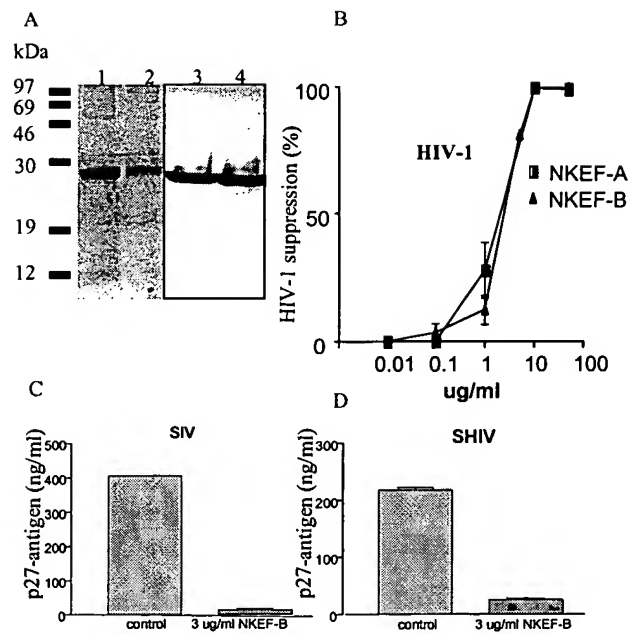 A
kDa
1 2 3 4
97
69
46
30
19
12
B
HIV-1 suppression (%)
100
50
0
HIV-1
NKEF-A
NKEF-B
0.01 0.1 1 10 100
ug/ml
C
SIV
p27-antigen (ng/ml)
500
400
300
200
100
0
control 3 ug/ml NKEF-B
D
SHIV
p27-antigen (ng/ml)
300
200
100
0
control 3 ug/ml NKEF-B